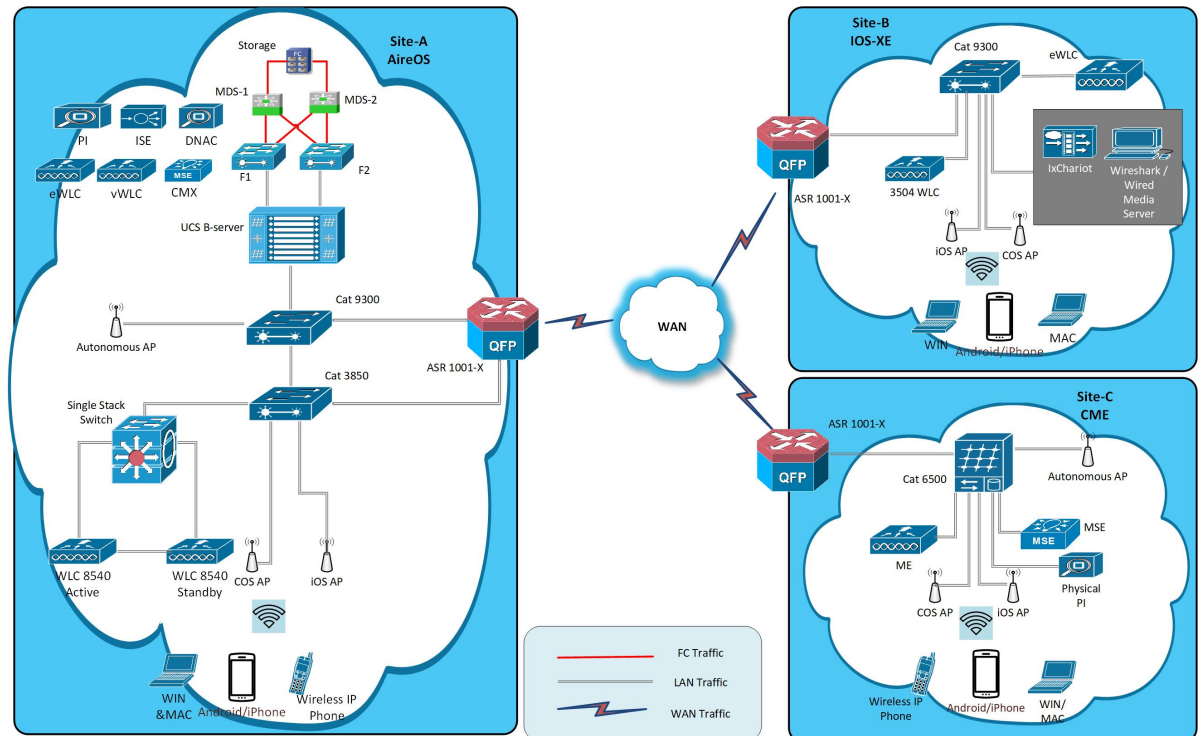 Site-A
AireOS
Storage
FC
MDS-1
MDS-2
PI
ISE
DNAC
F1
F2
eWLC
vWLC
MSE
CMX
UCS B-server
Cat 9300
Autonomous AP
QFP
ASR 1001-X
Cat 3850
Single Stack
Switch
WLC 8540
Active
WLC 8540
Standby
COS AP
iOS AP
WIN
&MAC
Android/iPhone
Wireless IP
Phone
WAN
FC Traffic
LAN Traffic
WAN Traffic
Site-B
IOS-XE
Cat 9300
eWLC
QFP
ASR 1001-X
3504 WLC
IxChariot
Wireshark /
Wired
Media
Server
iOS AP
COS AP
WIN
Android/iPhone
MAC
Site-C
CME
ASR 1001-X
QFP
Cat 6500
Autonomous AP
ME
MSE
MSE
Physical
PI
COS AP
iOS AP
Wireless IP
Phone
Android/iPhone
WIN/
MAC